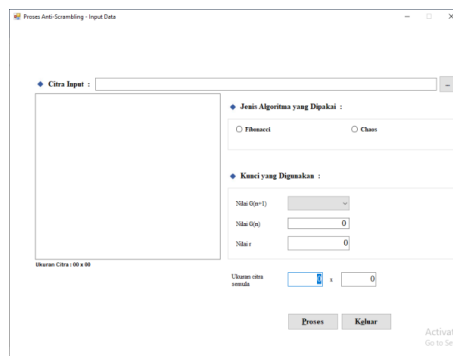 Proses Anti-Scrambling - Input Data
Citra Input :
...
Jenis Algoritma yang Dipakai :
Fibonacci
Chaos
Kunci yang Digunakan :
Nilai G(n+1)
Nilai G(n)
0
Nilai r
0
Ukuran Citra : 00 x 00
Ukuran citra
semula
0 x 0
Proses Keluar
Activat
Go to Se